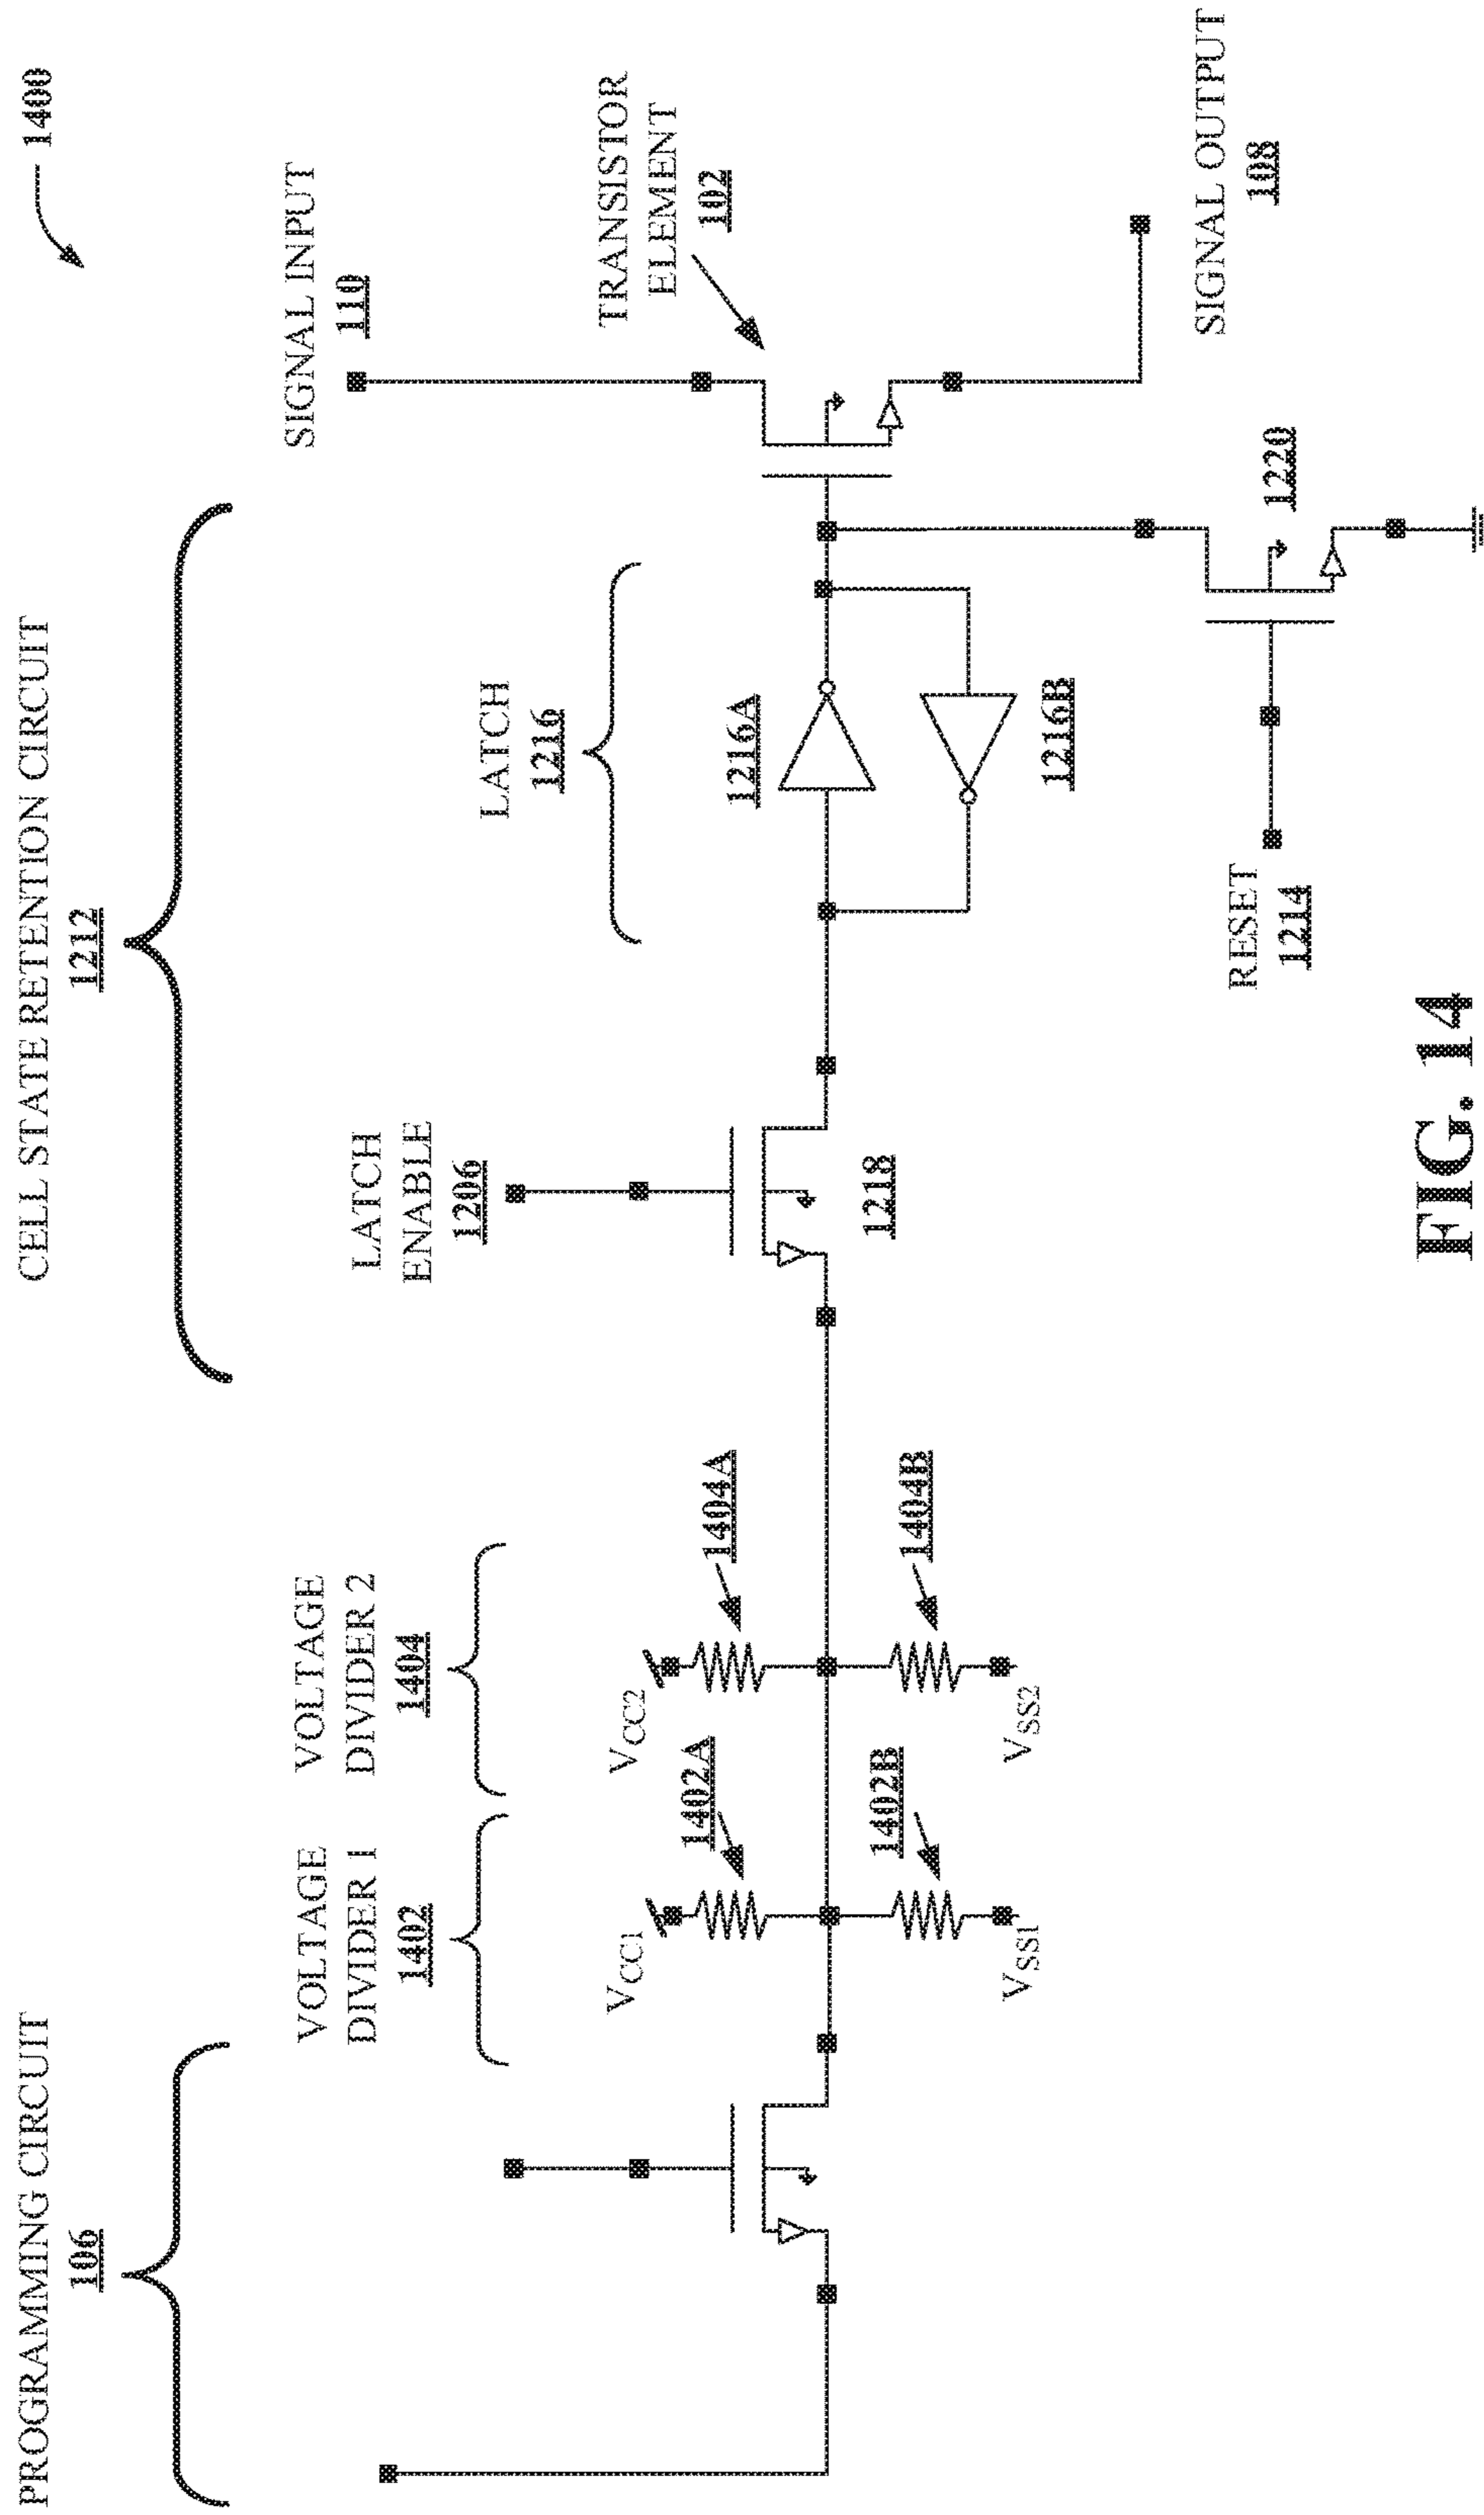 1400
PROGRAMMING CIRCUIT
106
CELL STATE RETENTION CIRCUIT
1212
VOLTAGE
DIVIDER 1
1402
VOLTAGE
DIVIDER 2
1404
LATCH
ENABLE
1206
LATCH
1216
SIGNAL INPUT
110
TRANSISTOR
ELEMENT
102
VCC1
1402A
VCC2
1404A
1402B
1404B
VSS1
VSS2
1218
1216A
1216B
RESET
1214
1220
SIGNAL OUTPUT
108
FIG. 14